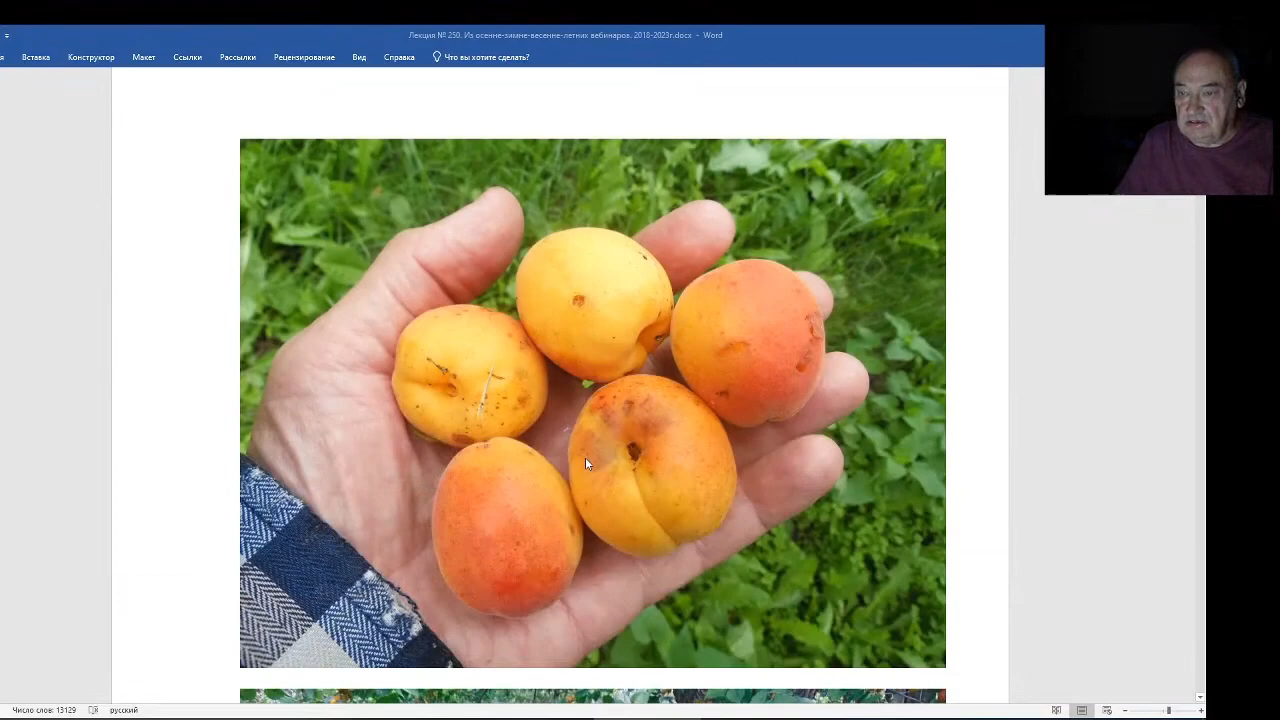 Лекция № 250. Из осенне-зимне-весенне-летних вебинаров. 2018-2023г.docx - Word
я Вставка Конструктор Макет Ссылки Рассылки Рецензирование Вид Справка Что вы хотите сделать?
Число слов: 13129 русский